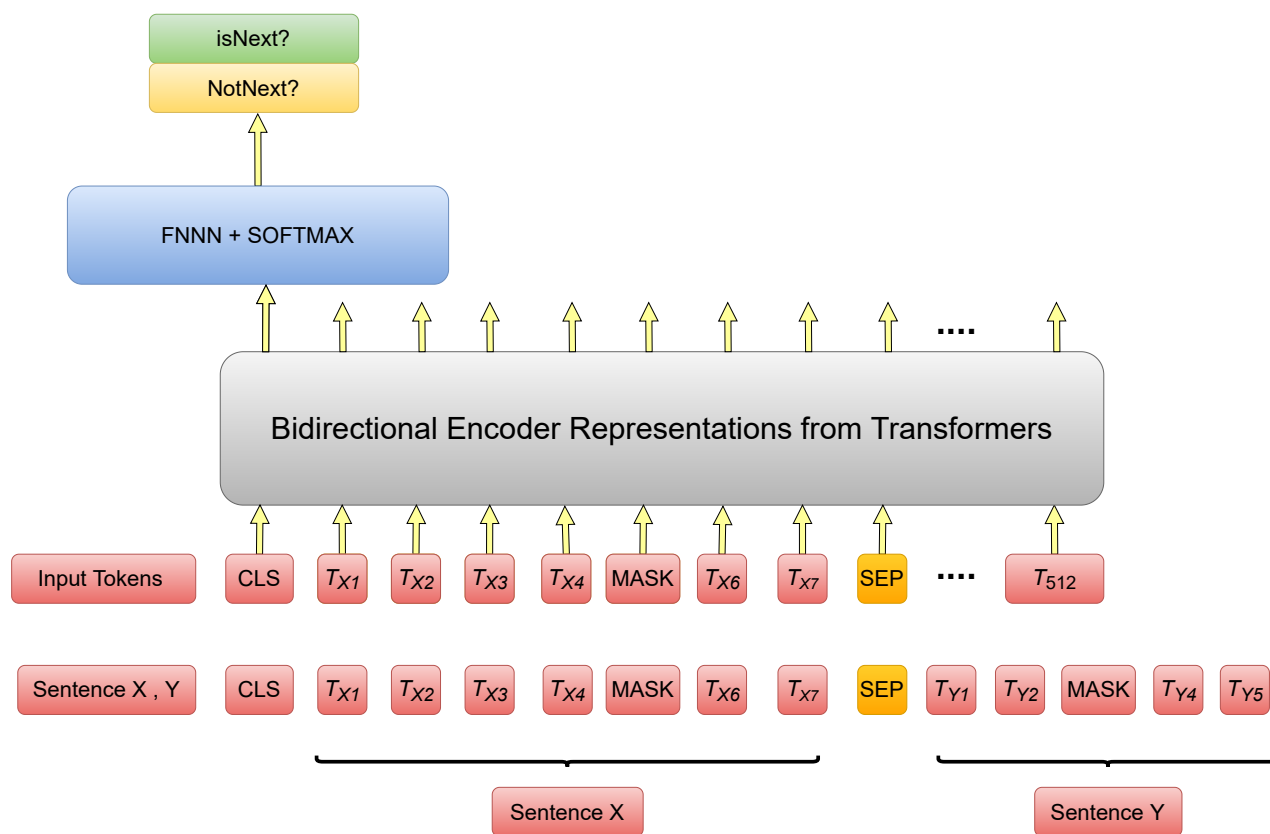 isNext?
NotNext?
FNNN + SOFTMAX
....
Bidirectional Encoder Representations from Transformers
Input Tokens CLS TX1 TX2 TX3 TX4 MASK TX6 TX7 SEP .... T512
Sentence X , Y CLS TX1 TX2 TX3 TX4 MASK TX6 TX7 SEP TY1 TY2 MASK TY4 TY5
Sentence X Sentence Y